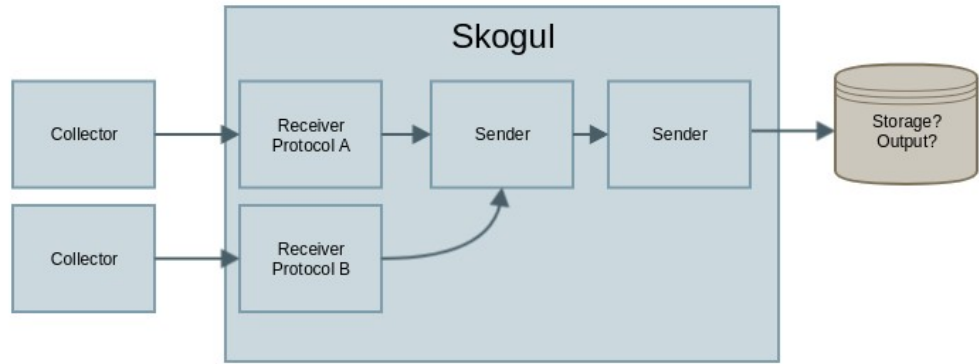 Skogul
Collector
Receiver
Protocol A
Sender
Sender
Storage?
Output?
Collector
Receiver
Protocol B